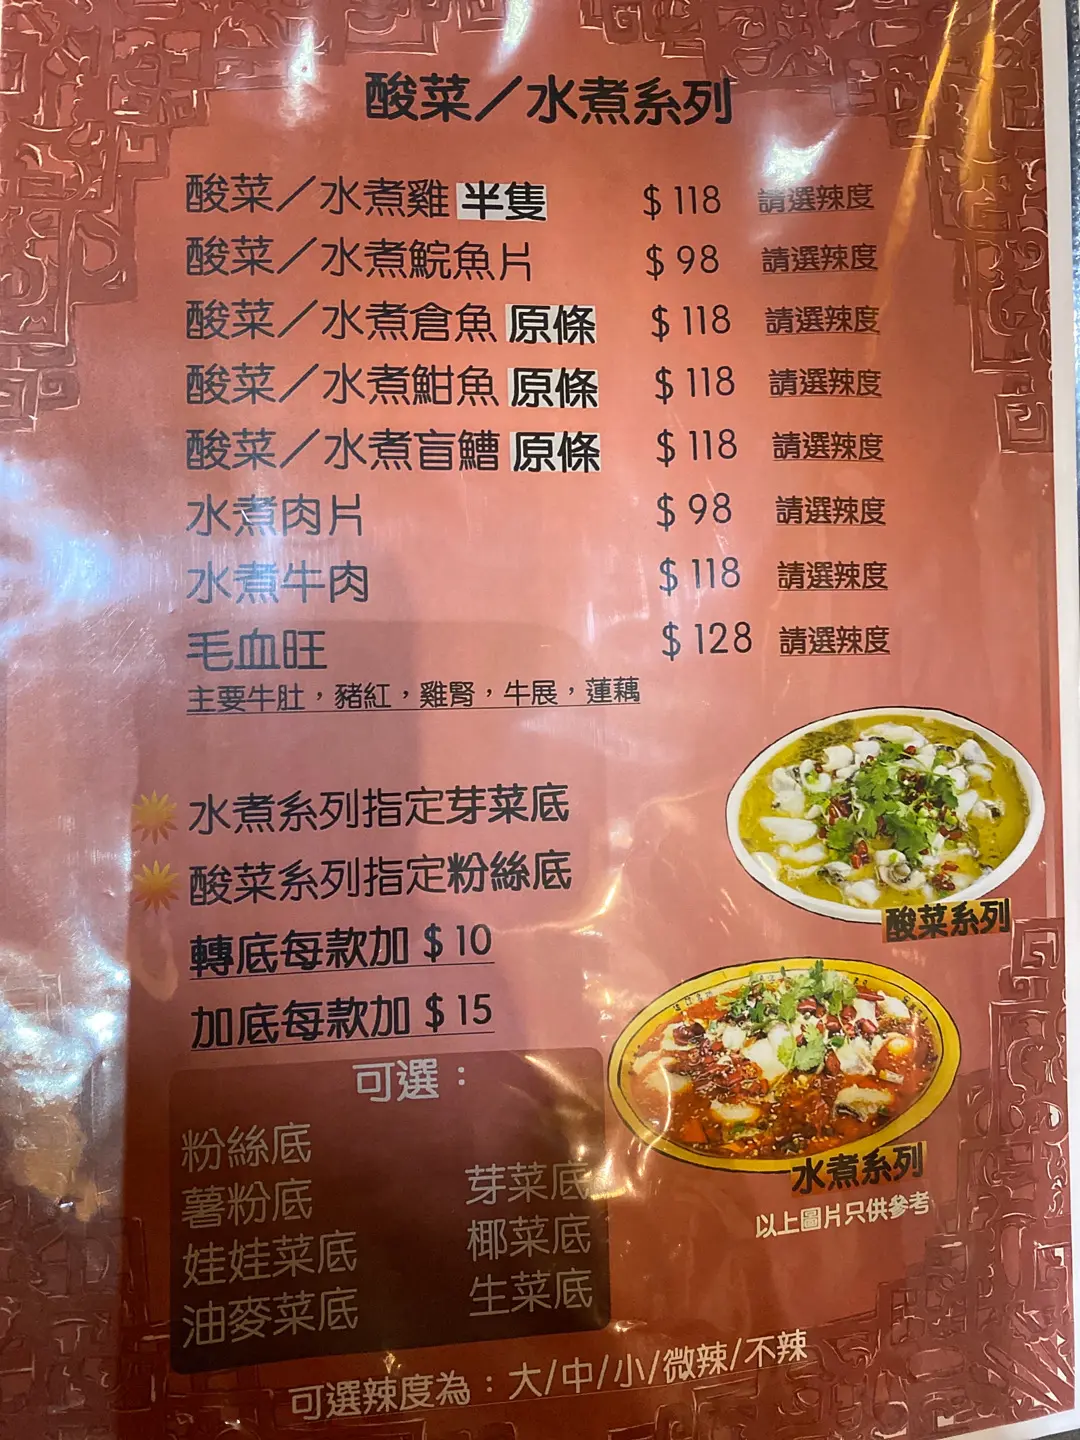 酸菜／水煮系列
酸菜／水煮雞 半隻 $ 118 請選辣度
酸菜／水煮鯇魚片 $ 98 請選辣度
酸菜／水煮倉魚 原條 $ 118 請選辣度
酸菜／水煮魽魚 原條 $ 118 請選辣度
酸菜／水煮盲鰽 原條 $ 118 請選辣度
水煮肉片 $ 98 請選辣度
水煮牛肉 $ 118 請選辣度
毛血旺 $ 128 請選辣度
主要牛肚，豬紅，雞腎，牛展，蓮藕
水煮系列指定芽菜底
酸菜系列指定粉絲底
轉底每款加 $ 10
加底每款加 $ 15
酸菜系列
水煮系列
以上圖片只供參考
可選：
粉絲底
薯粉底
娃娃菜底
油麥菜底
芽菜底
椰菜底
生菜底
可選辣度為：大/中/小/微辣/不辣